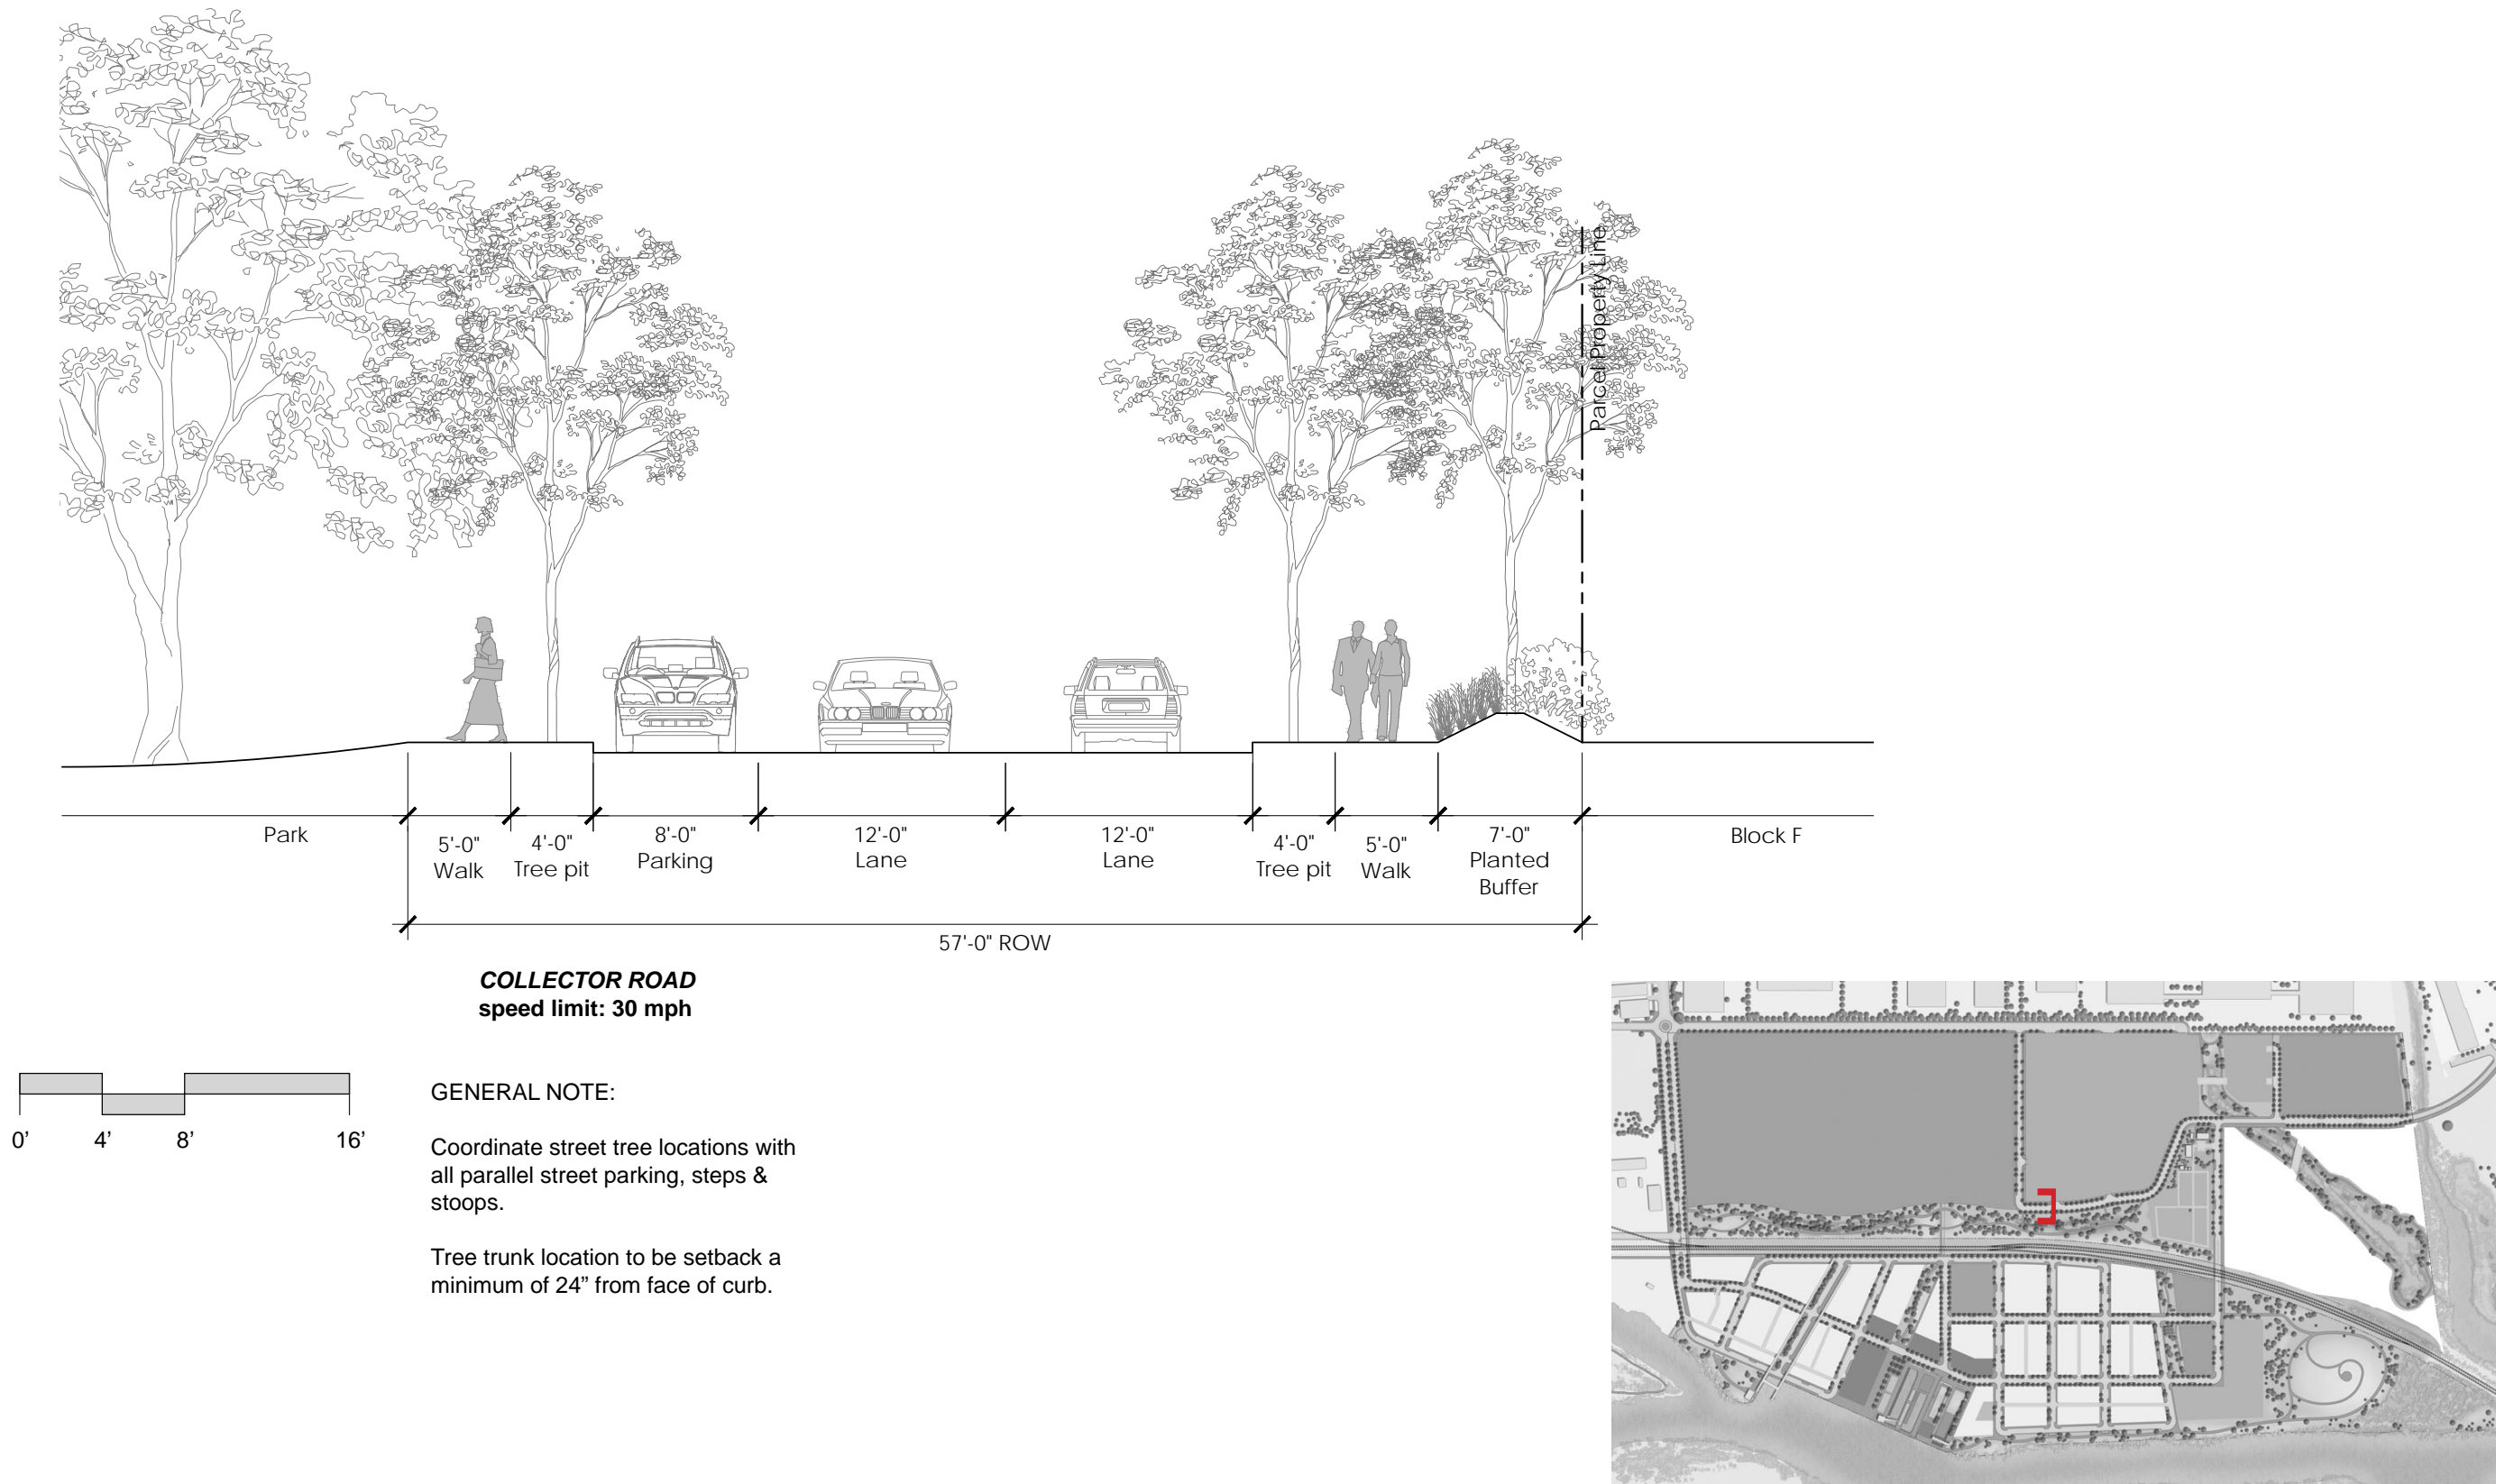 Parcel Property Line
Park
5'-0"
Walk
4'-0"
Tree pit
8'-0"
Parking
12'-0"
Lane
12'-0"
Lane
4'-0"
Tree pit
5'-0"
Walk
7'-0"
Planted
Buffer
Block F
57'-0" ROW
COLLECTOR ROAD
speed limit: 30 mph
0’
4’
8’
16’
GENERAL NOTE:
Coordinate street tree locations with
all parallel street parking, steps &
stoops.
Tree trunk location to be setback a
minimum of 24” from face of curb.